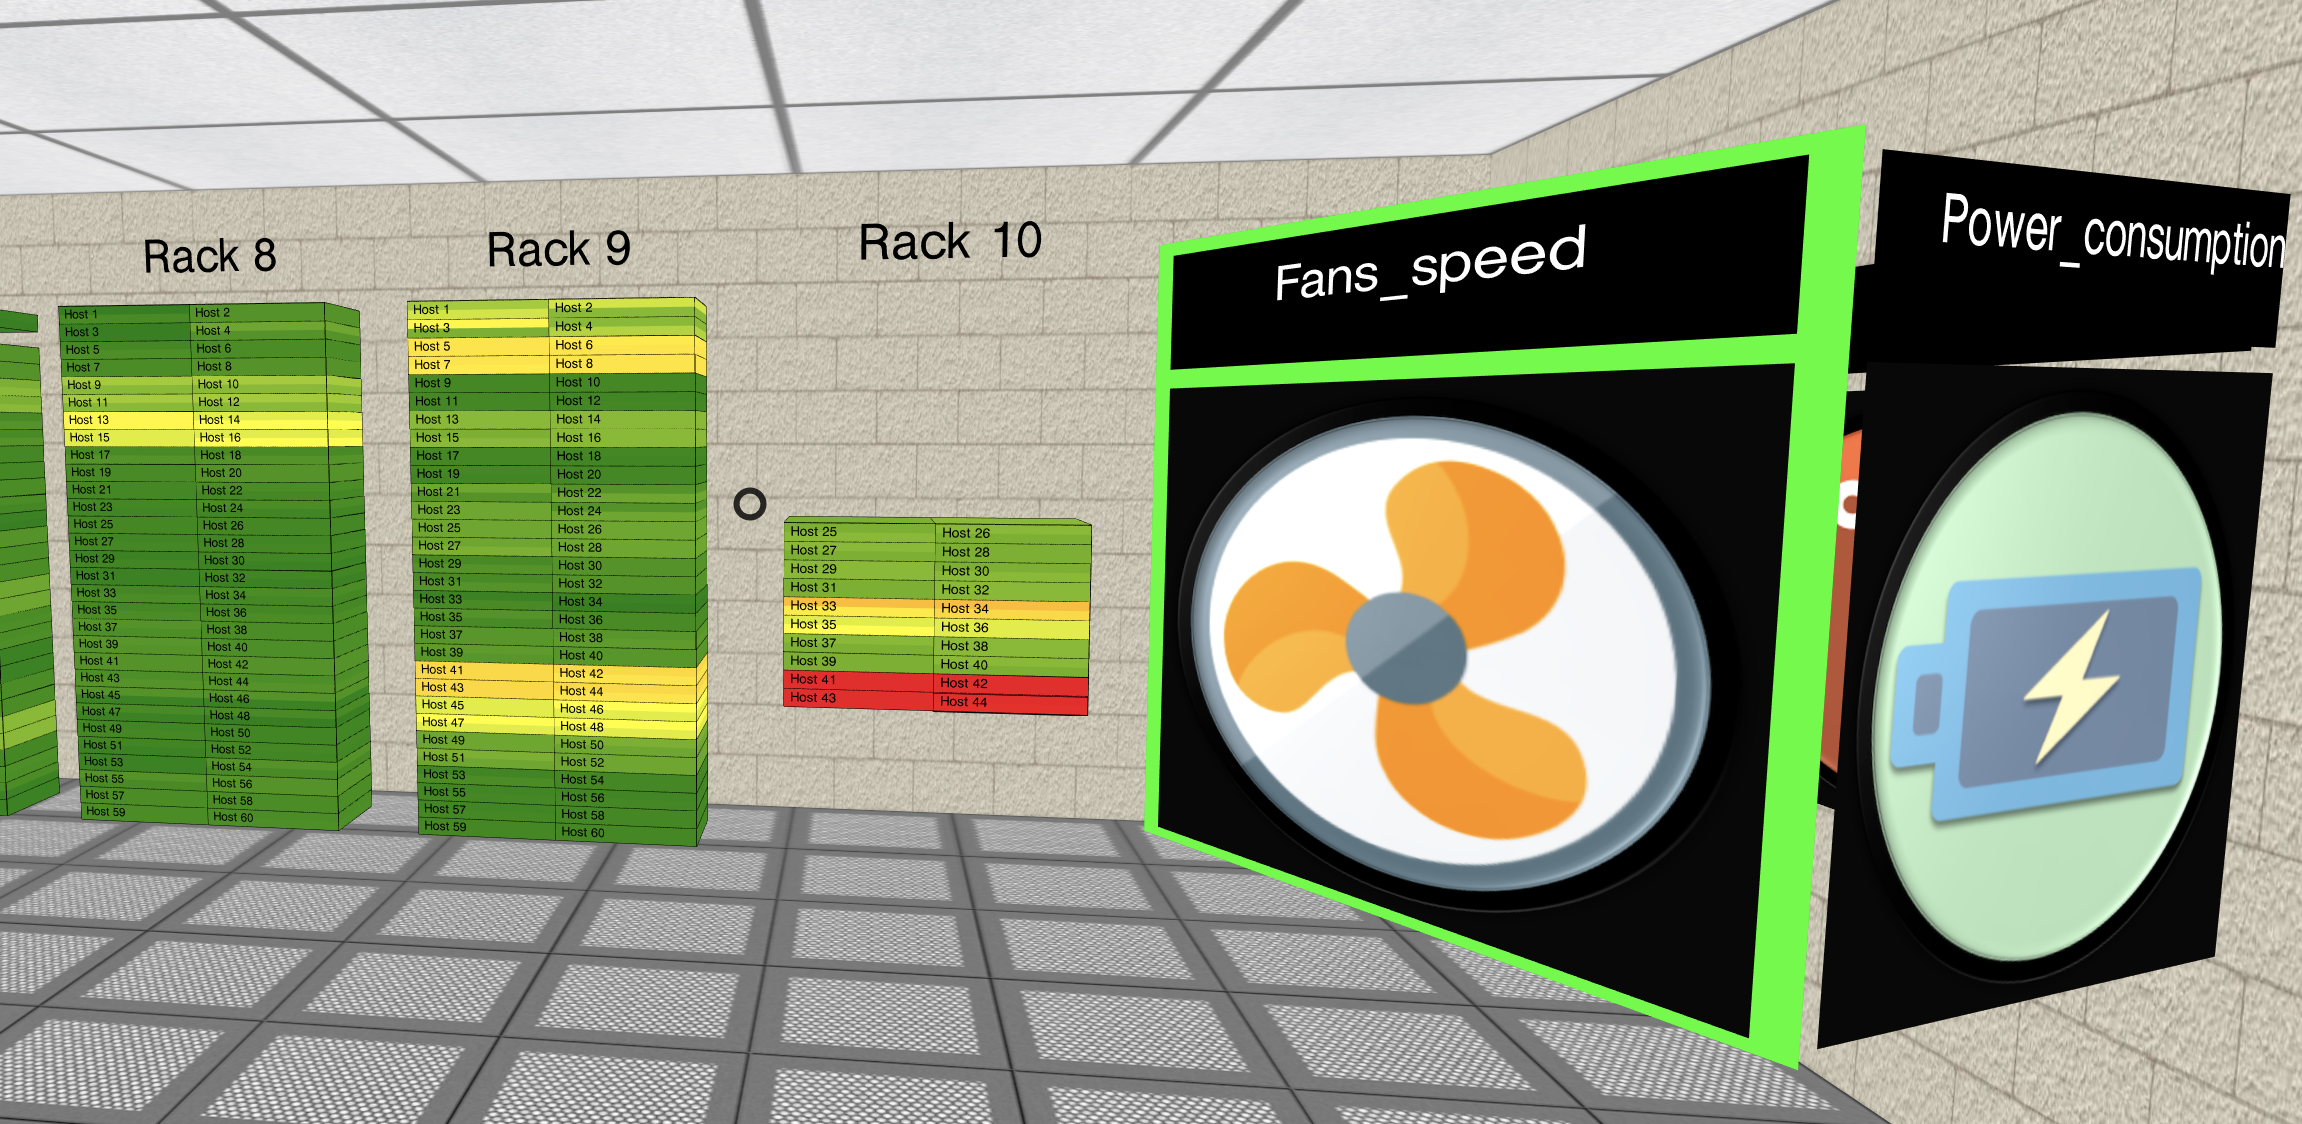 Rack 8
Host 1 Host 2
Host 3 Host 4
Host 5 Host 6
Host 7 Host 8
Host 9 Host 10
Host 11 Host 12
Host 13 Host 14
Host 15 Host 16
Host 17 Host 18
Host 19 Host 20
Host 21 Host 22
Host 23 Host 24
Host 25 Host 26
Host 27 Host 28
Host 29 Host 30
Host 31 Host 32
Host 33 Host 34
Host 35 Host 36
Host 37 Host 38
Host 39 Host 40
Host 41 Host 42
Host 43 Host 44
Host 45 Host 46
Host 47 Host 48
Host 49 Host 50
Host 51 Host 52
Host 53 Host 54
Host 55 Host 56
Host 57 Host 58
Host 59 Host 60
Rack 9
Host 1 Host 2
Host 3 Host 4
Host 5 Host 6
Host 7 Host 8
Host 9 Host 10
Host 11 Host 12
Host 13 Host 14
Host 15 Host 16
Host 17 Host 18
Host 19 Host 20
Host 21 Host 22
Host 23 Host 24
Host 25 Host 26
Host 27 Host 28
Host 29 Host 30
Host 31 Host 32
Host 33 Host 34
Host 35 Host 36
Host 37 Host 38
Host 39 Host 40
Host 41 Host 42
Host 43 Host 44
Host 45 Host 46
Host 47 Host 48
Host 49 Host 50
Host 51 Host 52
Host 53 Host 54
Host 55 Host 56
Host 57 Host 58
Host 59 Host 60
Rack 10
Host 25 Host 26
Host 27 Host 28
Host 29 Host 30
Host 31 Host 32
Host 33 Host 34
Host 35 Host 36
Host 37 Host 38
Host 39 Host 40
Host 41 Host 42
Host 43 Host 44
Fans_speed
Power_consumption